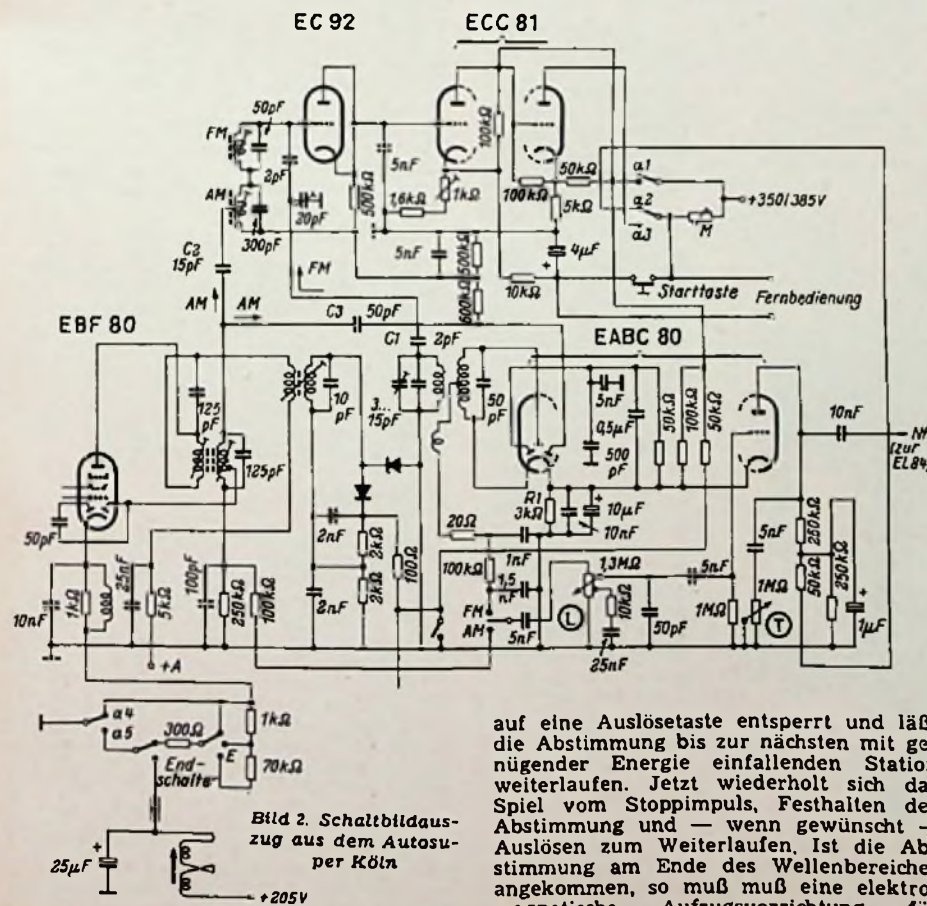 EC 92
ECC 81
50pF
FM
2pF
AM
20pF
300pF
500kΩ
5nF
1,6kΩ
1kΩ
100kΩ
5nF
500kΩ
600kΩ
100kΩ
50kΩ
5kΩ
a1
a2
a3
M
+350/385V
4μF
+
10kΩ
Starttaste
Fernbedienung
C2
15pF
FM
AM
AM
C3
50pF
C1
2pF
EBF 80
EABC 80
125
pF
125pF
10
pF
3...
15pF
50
pF
5nF
0,5μF
500
pF
50kΩ
100kΩ
50kΩ
10nF
(zur
EL84)
R1
3kΩ
+
10μF
10nF
50pF
2nF
2kΩ
2kΩ
2nF
100Ω
20Ω
100kΩ
1nF
1,5
nF
1,3MΩ
5nF
5nF
250kΩ
50kΩ
250kΩ
+
1μF
10nF
1kΩ
25nF
5kΩ
100pF
250kΩ
100kΩ
FM
AM
5nF
L
10kΩ
25nF
50pF
1MΩ
1MΩ
T
+A
a4
a5
300Ω
1kΩ
70kΩ
E
End-
schalter
25μF
+
+205V
Bild 2. Schaltbildaus-
zug aus dem Autosu-
per Köln
auf eine Auslösetaste entsperrt und läß
die Abstimmung bis zur nächsten mit ge
nügender Energie einfallenden Statio
weiterlaufen. Jetzt wiederholt sich da
Spiel vom Stoppimpuls, Festhalten de
Abstimmung und — wenn gewünscht —
Auslösen zum Weiterlaufen. Ist die Ab
stimmung am Ende des Wellenbereiche
angekommen, so muß muß eine elektro
Aufzugsvorrichtung